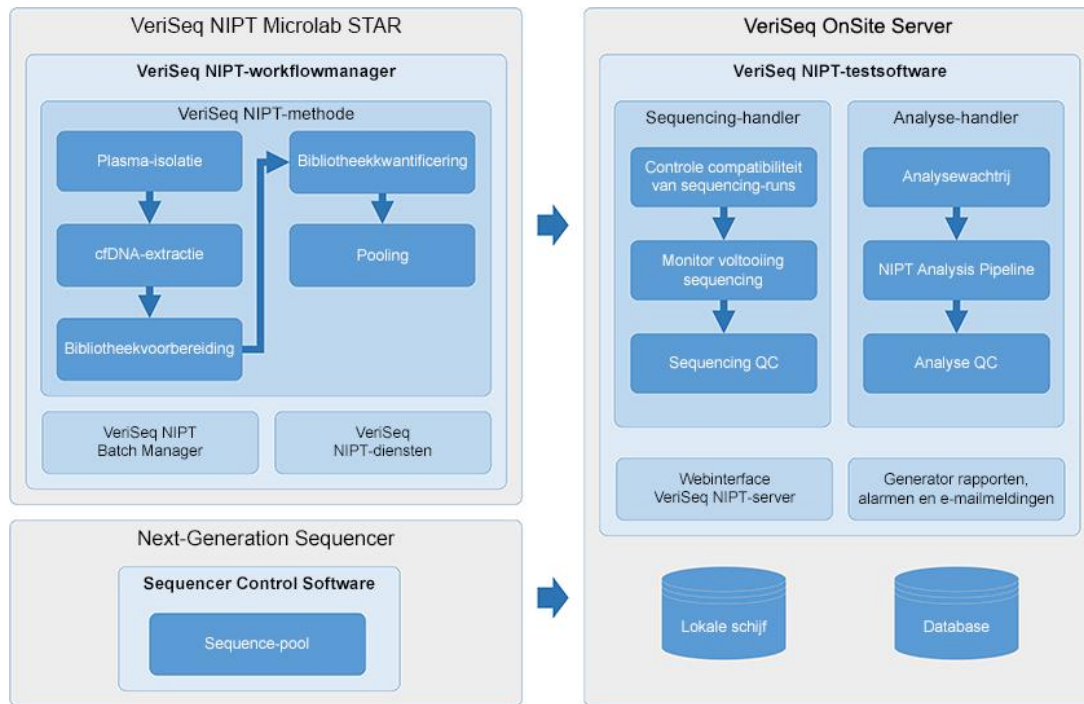 VeriSeq NIPT Microlab STAR
VeriSeq NIPT-workflowmanager
VeriSeq NIPT-methode
Plasma-isolatie
cfDNA-extractie
Bibliotheekvoorbereiding
Bibliotheekkwantificering
Pooling
VeriSeq NIPT
Batch Manager
VeriSeq
NIPT-diensten
Next-Generation Sequencer
Sequencer Control Software
Sequence-pool
VeriSeq OnSite Server
VeriSeq NIPT-testsoftware
Sequencing-handler
Controle compatibiliteit
van sequencing-runs
Monitor voltooiing
sequencing
Sequencing QC
Analyse-handler
Analysewachtrij
NIPT Analysis Pipeline
Analyse QC
Webinterface
VeriSeq NIPT-server
Generator rapporten,
alarmen en e-mailmeldingen
Lokale schijf
Database